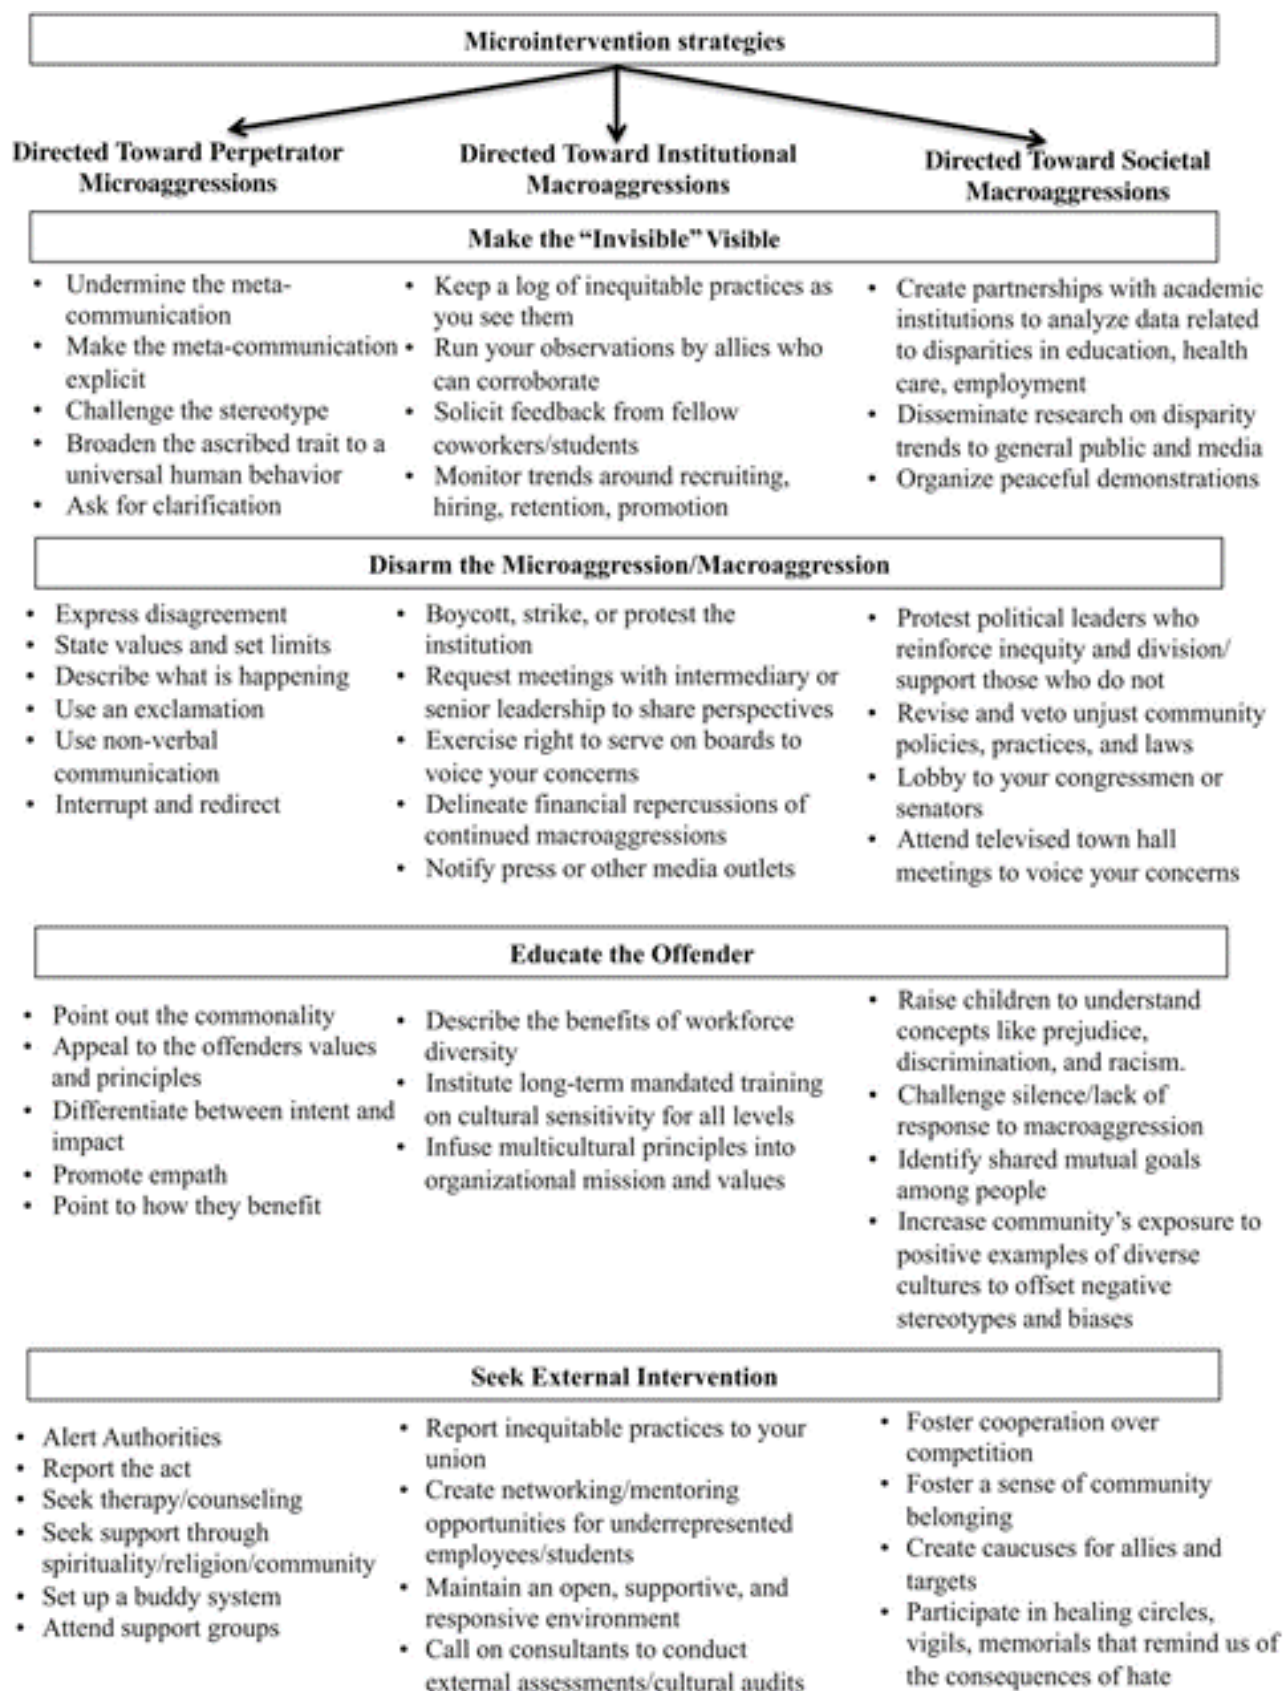 Microintervention strategies
Directed Toward Perpetrator
Microaggressions
Directed Toward Institutional
Macroaggressions
Directed Toward Societal
Macroaggressions
Make the “Invisible” Visible
• Undermine the meta-
communication
• Make the meta-communication
explicit
• Challenge the stereotype
• Broaden the ascribed trait to a
universal human behavior
• Ask for clarification
• Keep a log of inequitable practices as
you see them
• Run your observations by allies who
can corroborate
• Solicit feedback from fellow
coworkers/students
• Monitor trends around recruiting,
hiring, retention, promotion
• Create partnerships with academic
institutions to analyze data related
to disparities in education, health
care, employment
• Disseminate research on disparity
trends to general public and media
• Organize peaceful demonstrations
Disarm the Microaggression/Macroaggression
• Express disagreement
• State values and set limits
• Describe what is happening
• Use an exclamation
• Use non-verbal
communication
• Interrupt and redirect
• Boycott, strike, or protest the
institution
• Request meetings with intermediary or
senior leadership to share perspectives
• Exercise right to serve on boards to
voice your concerns
• Delineate financial repercussions of
continued macroaggressions
• Notify press or other media outlets
• Protest political leaders who
reinforce inequity and division/
support those who do not
• Revise and veto unjust community
policies, practices, and laws
• Lobby to your congressmen or
senators
• Attend televised town hall
meetings to voice your concerns
Educate the Offender
• Point out the commonality
• Appeal to the offenders values
and principles
• Differentiate between intent and
impact
• Promote empath
• Point to how they benefit
• Describe the benefits of workforce
diversity
• Institute long-term mandated training
on cultural sensitivity for all levels
• Infuse multicultural principles into
organizational mission and values
• Raise children to understand
concepts like prejudice,
discrimination, and racism.
• Challenge silence/lack of
response to macroaggression
• Identify shared mutual goals
among people
• Increase community’s exposure to
positive examples of diverse
cultures to offset negative
stereotypes and biases
Seek External Intervention
• Alert Authorities
• Report the act
• Seek therapy/counseling
• Seek support through
spirituality/religion/community
• Set up a buddy system
• Attend support groups
• Report inequitable practices to your
union
• Create networking/mentoring
opportunities for underrepresented
employees/students
• Maintain an open, supportive, and
responsive environment
• Call on consultants to conduct
external assessments/cultural audits
• Foster cooperation over
competition
• Foster a sense of community
belonging
• Create caucuses for allies and
targets
• Participate in healing circles,
vigils, memorials that remind us of
the consequences of hate